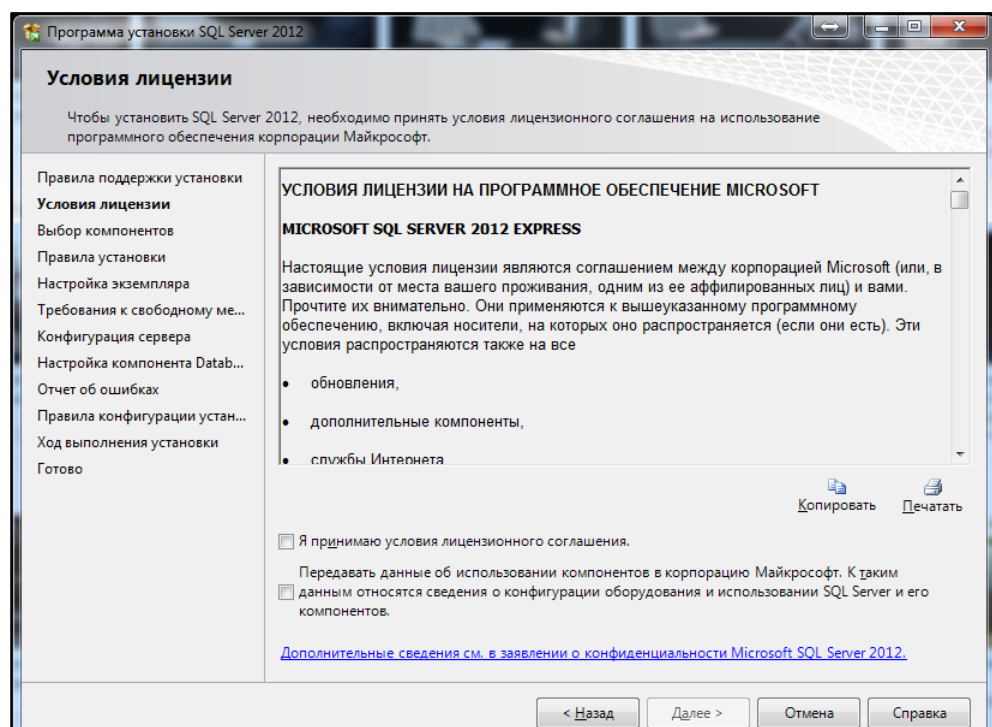 Программа установки SQL Server 2012
Условия лицензии
Чтобы установить SQL Server 2012, необходимо принять условия лицензионного соглашения на использование
программного обеспечения корпорации Майкрософт.
Правила поддержки установки
Условия лицензии
Выбор компонентов
Правила установки
Настройка экземпляра
Требования к свободному ме...
Конфигурация сервера
Настройка компонента Datab...
Отчет об ошибках
Правила конфигурации устан...
Ход выполнения установки
Готово
УСЛОВИЯ ЛИЦЕНЗИИ НА ПРОГРАММНОЕ ОБЕСПЕЧЕНИЕ MICROSOFT
MICROSOFT SQL SERVER 2012 EXPRESS
Настоящие условия лицензии являются соглашением между корпорацией Microsoft (или, в
зависимости от места вашего проживания, одним из ее аффилированных лиц) и вами.
Прочтите их внимательно. Они применяются к вышеуказанному программному
обеспечению, включая носители, на которых оно распространяется (если они есть). Эти
условия распространяются также на все
• обновления,
• дополнительные компоненты,
• службы Интернета
Копировать Печатать
Я принимаю условия лицензионного соглашения.
Передавать данные об использовании компонентов в корпорацию Майкрософт. К таким
данным относятся сведения о конфигурации оборудования и использовании SQL Server и его
компонентов.
Дополнительные сведения см. в заявлении о конфиденциальности Microsoft SQL Server 2012.
< Назад Далее > Отмена Справка